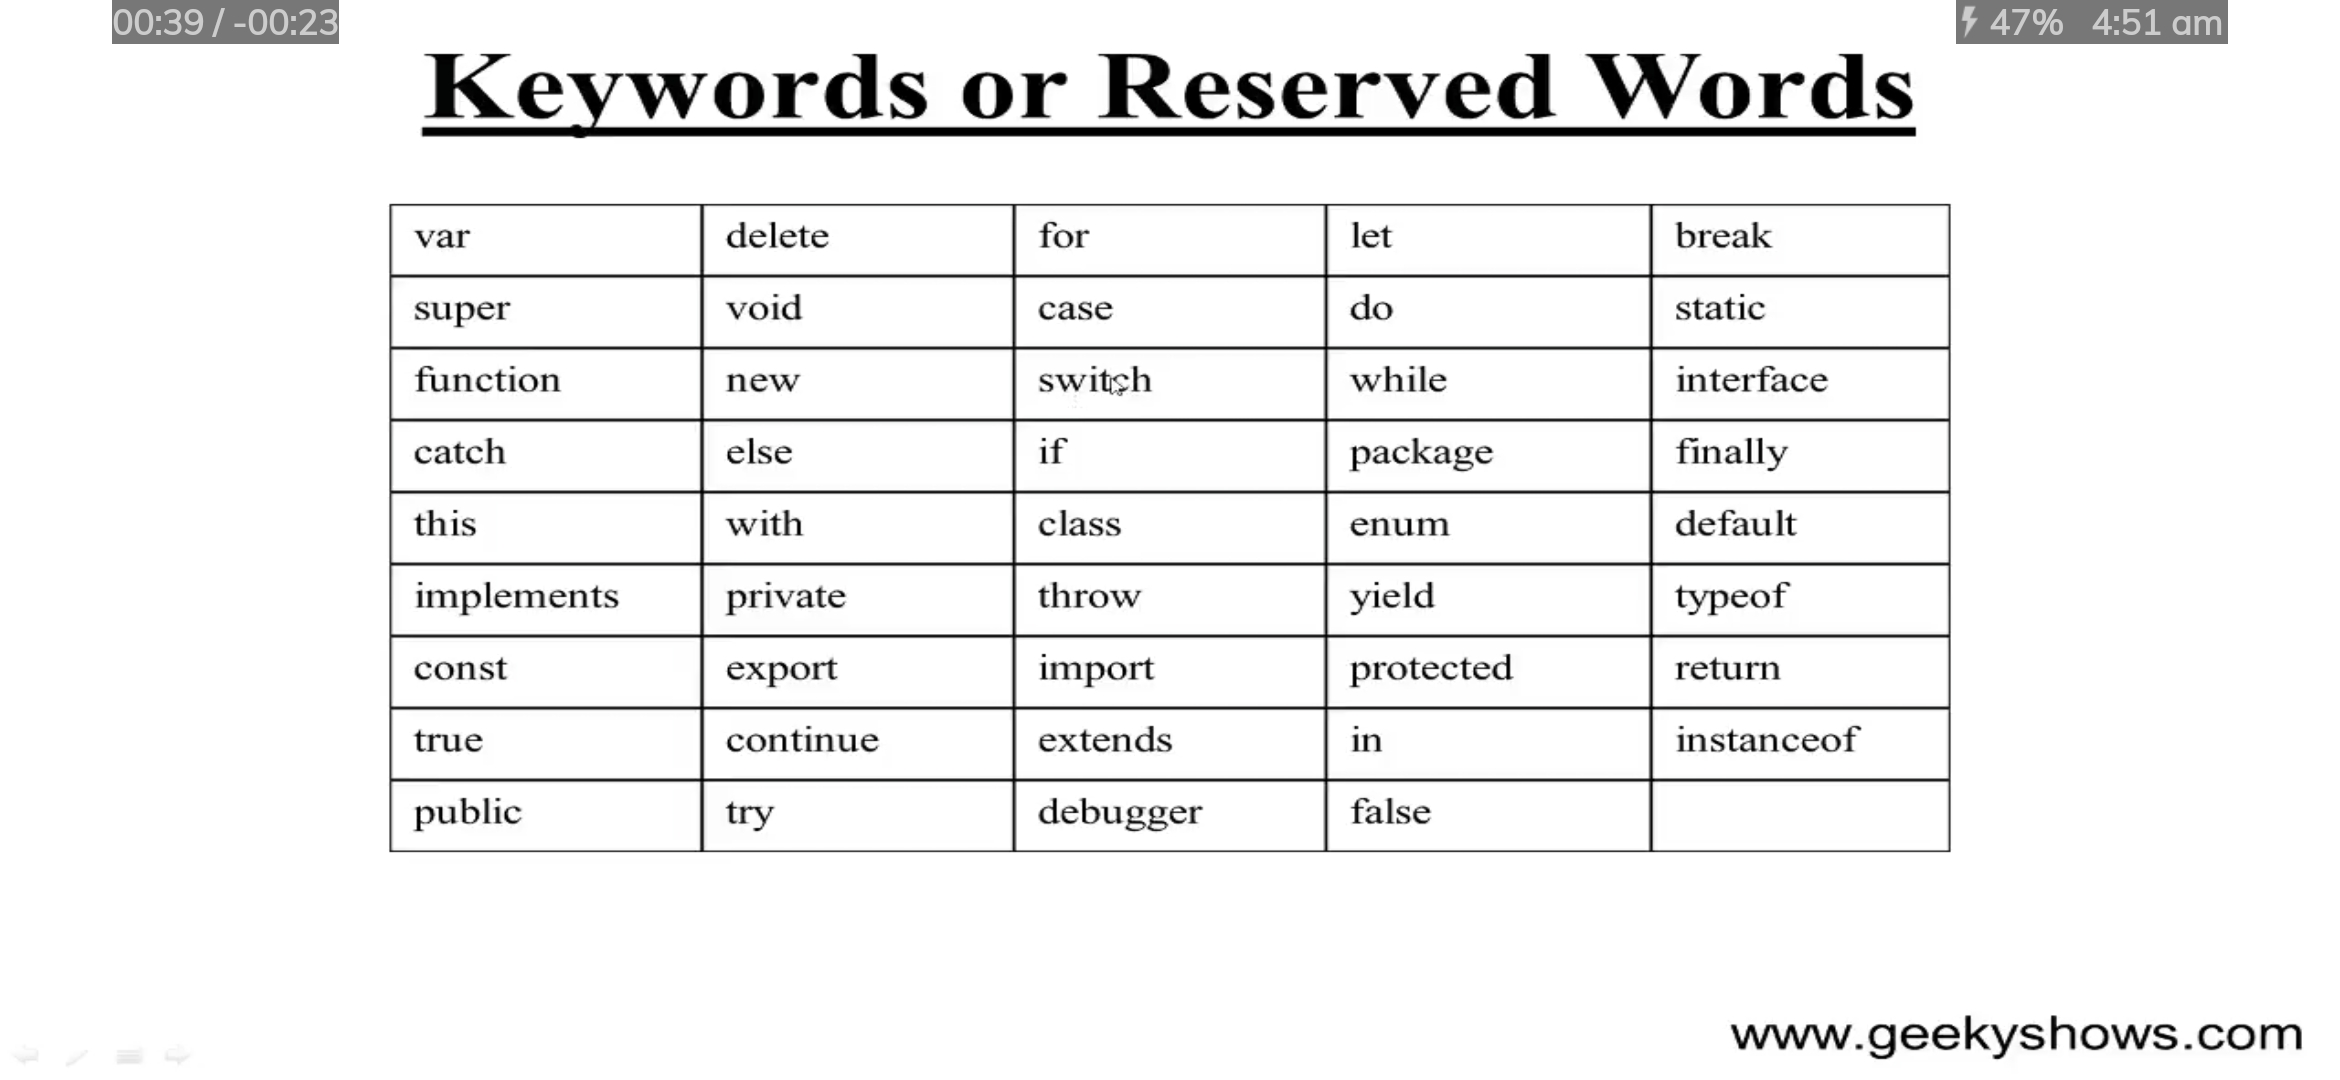 00:39 / -00:23
47% 4:51 am
Keywords or Reserved Words
var delete for let break
super void case do static
function new switch while interface
catch else if package finally
this with class enum default
implements private throw yield typeof
const export import protected return
true continue extends in instanceof
public try debugger false
www.geekyshows.com